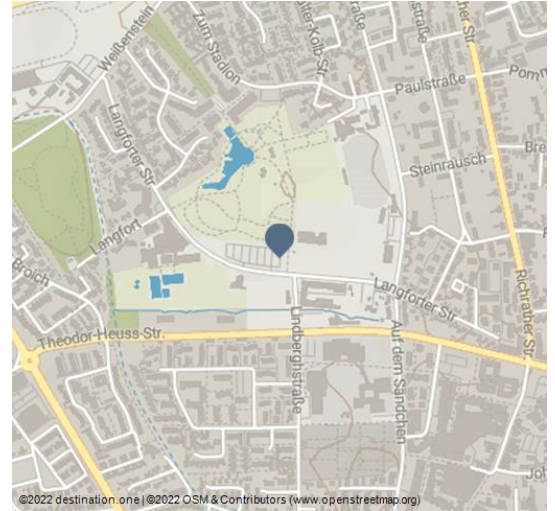 Weißenstein
Zum Stadion
Paulstraße
Steinrausch
Langforter Str.
Langfort
Broich
Richrather Str.
Langforter Str.
Theodor-Heuss-Str.
Lindberghstraße
Auf dem Sändchen
©2022 destination.one | ©2022 OSM & Contributors (www.openstreetmap.org)